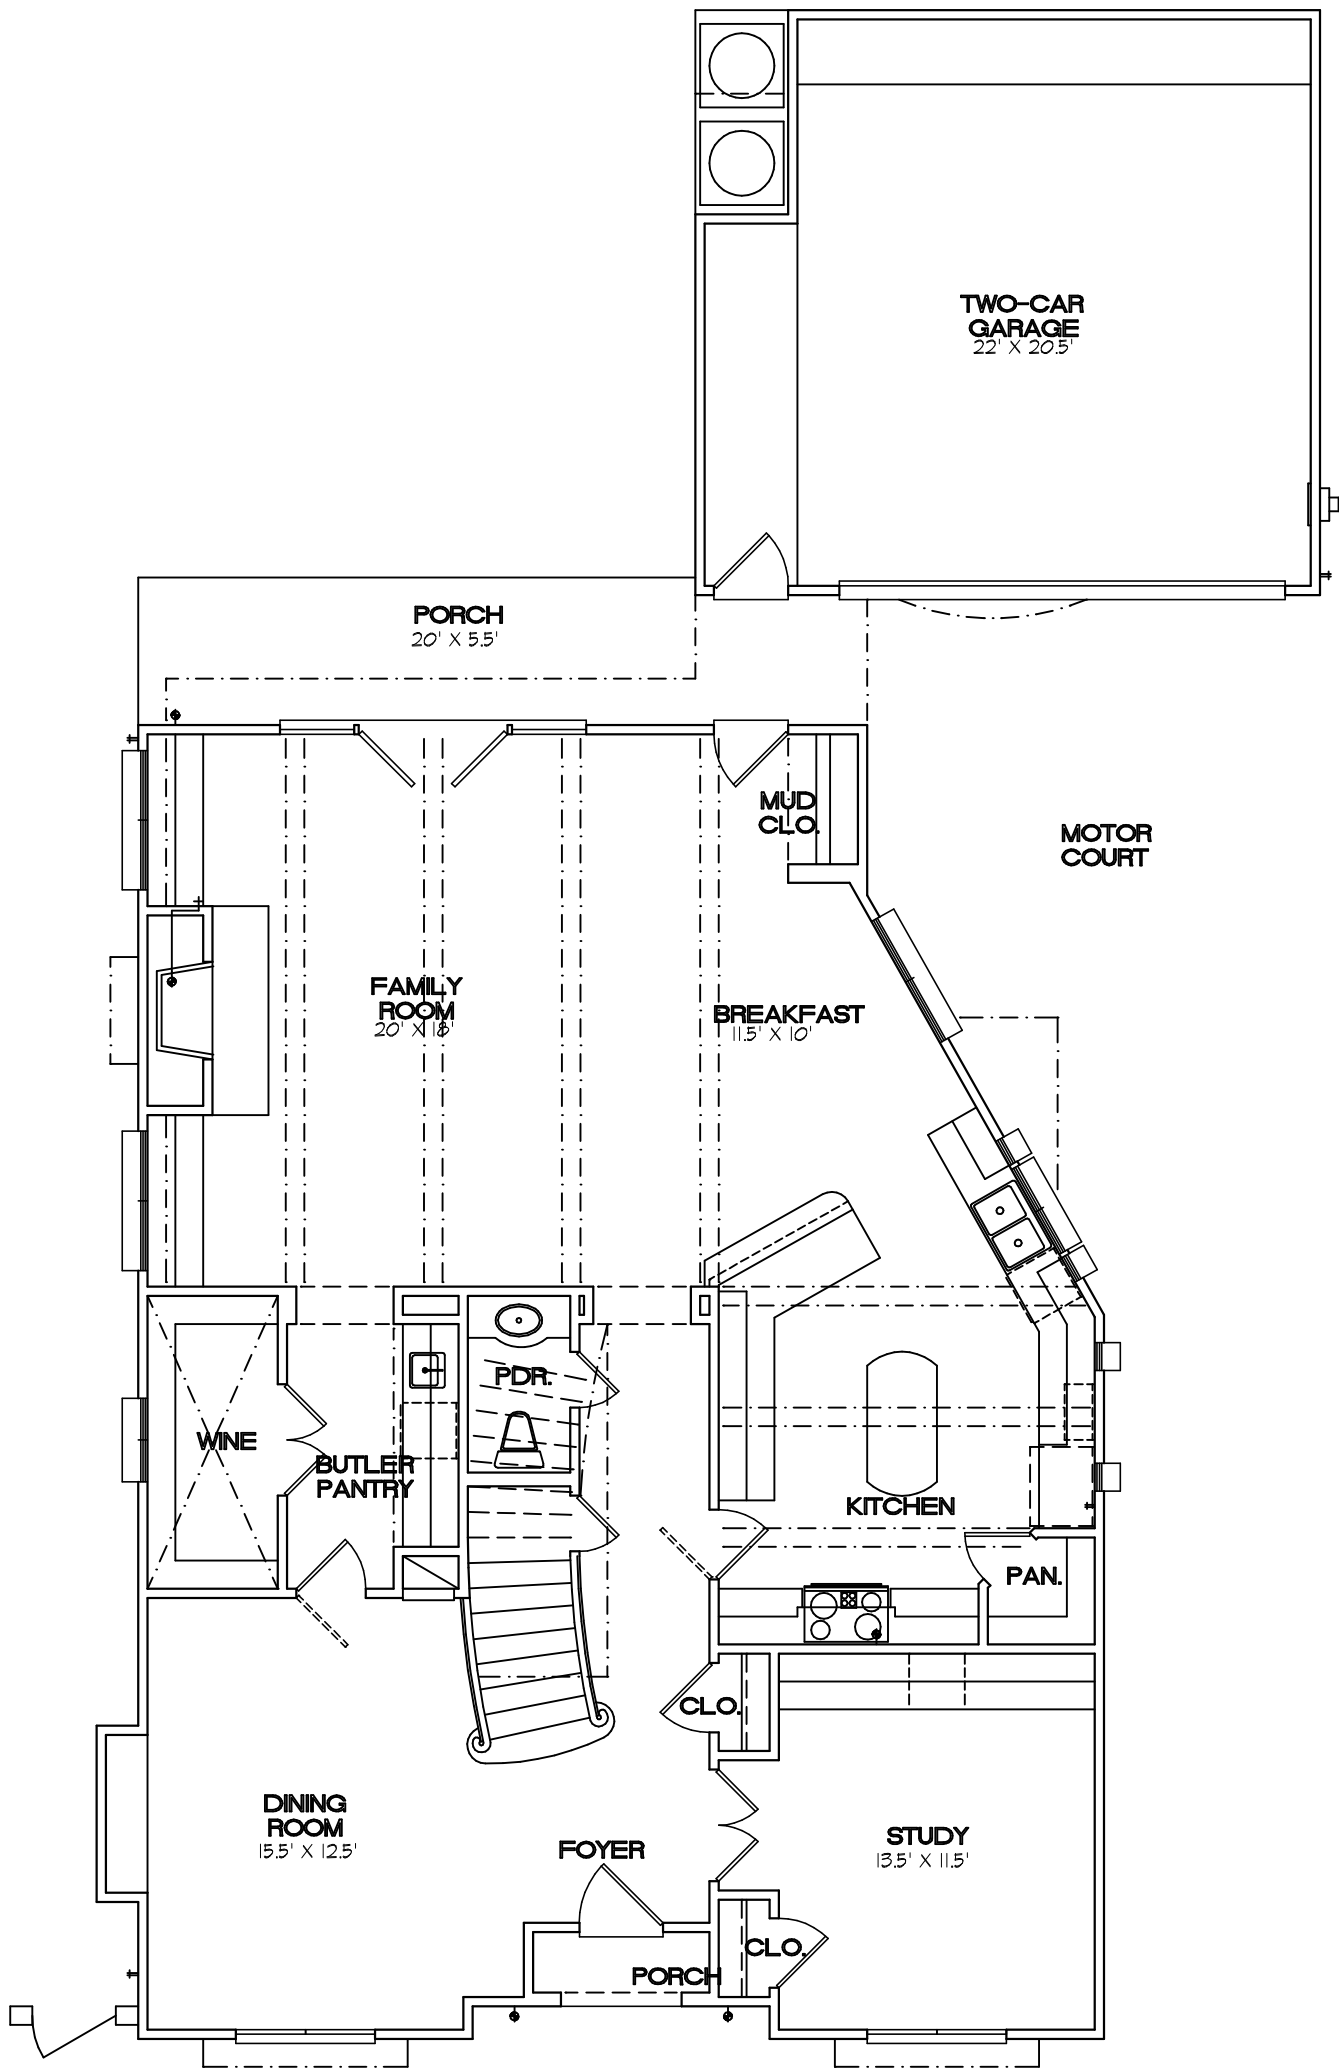 TWO-CAR
GARAGE
22' X 20.5'
PORCH
20' X 5.5'
MUD
CLO.
MOTOR
COURT
FAMILY
ROOM
20' X 18'
BREAKFAST
11.5' X 10'
PDR.
WINE
BUTLER
PANTRY
KITCHEN
PAN.
CLO.
DINING
ROOM
15.5' X 12.5'
FOYER
STUDY
13.5' X 11.5'
CLO.
PORCH